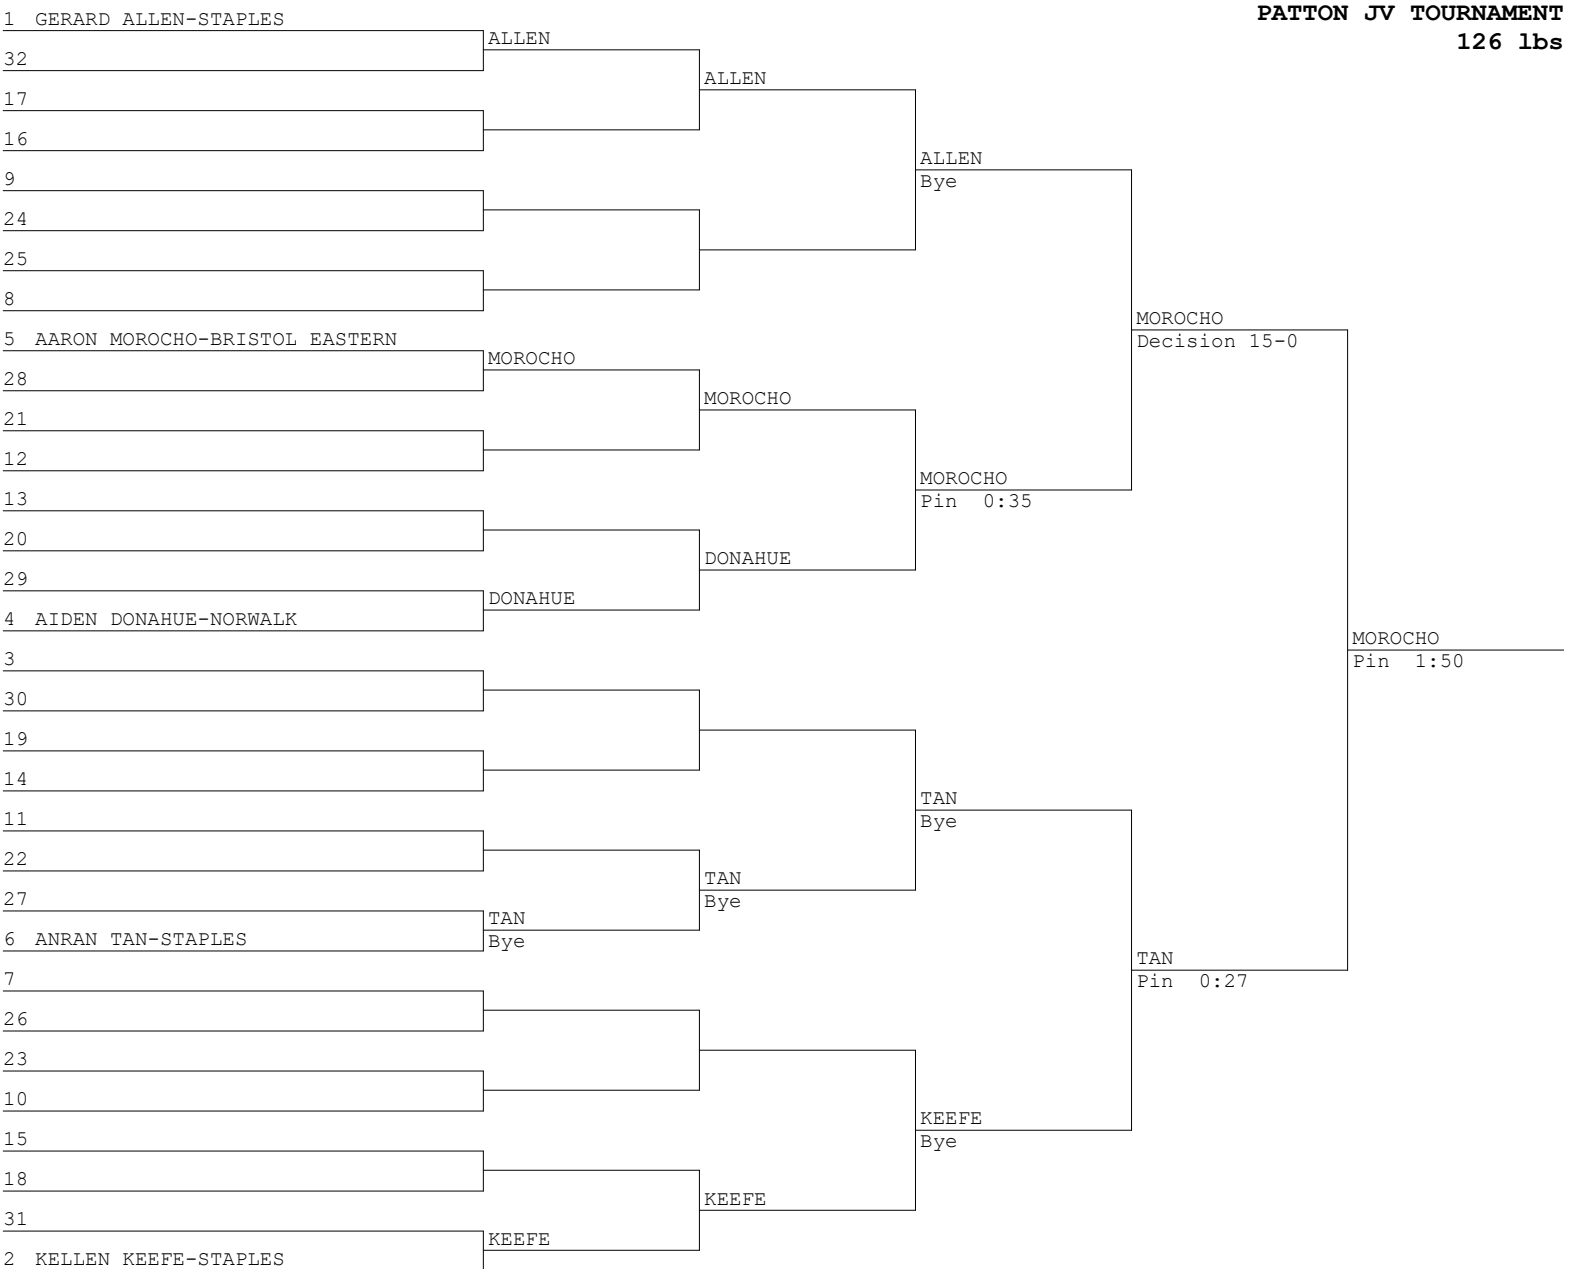 PATTON JV TOURNAMENT
126 lbs
1 GERARD ALLEN-STAPLES
ALLEN
32
ALLEN
17
16
ALLEN
9
Bye
24
25
8
MOROCHO
5 AARON MOROCHO-BRISTOL EASTERN
Decision 15-0
MOROCHO
28
MOROCHO
21
12
MOROCHO
13
Pin 0:35
20
DONAHUE
29
DONAHUE
4 AIDEN DONAHUE-NORWALK
MOROCHO
3
Pin 1:50
30
19
14
TAN
11
Bye
22
TAN
27
Bye
TAN
6 ANRAN TAN-STAPLES
Bye
TAN
7
Pin 0:27
26
23
10
KEEFE
15
Bye
18
KEEFE
31
KEEFE
2 KELLEN KEEFE-STAPLES